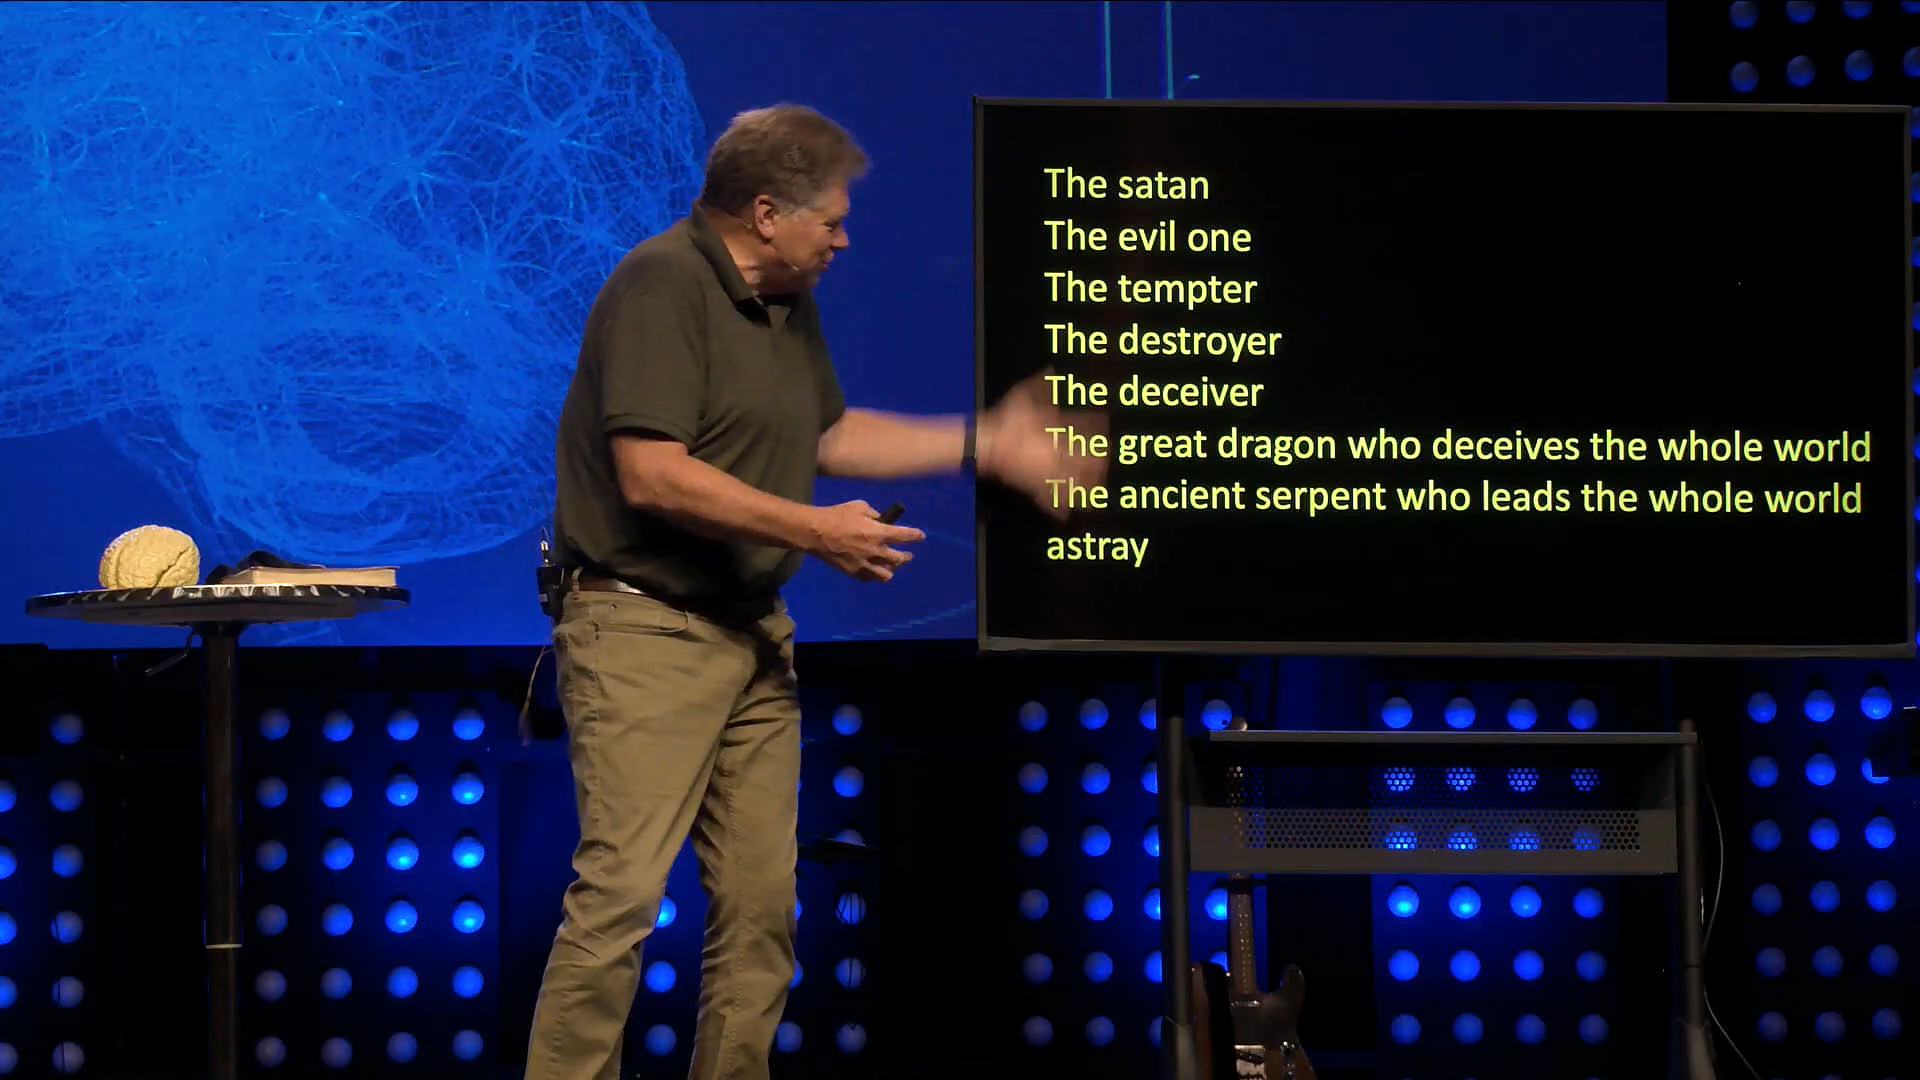 The satan
The evil one
The tempter
The destroyer
The deceiver
The great dragon who deceives the whole world
The ancient serpent who leads the whole world
astray